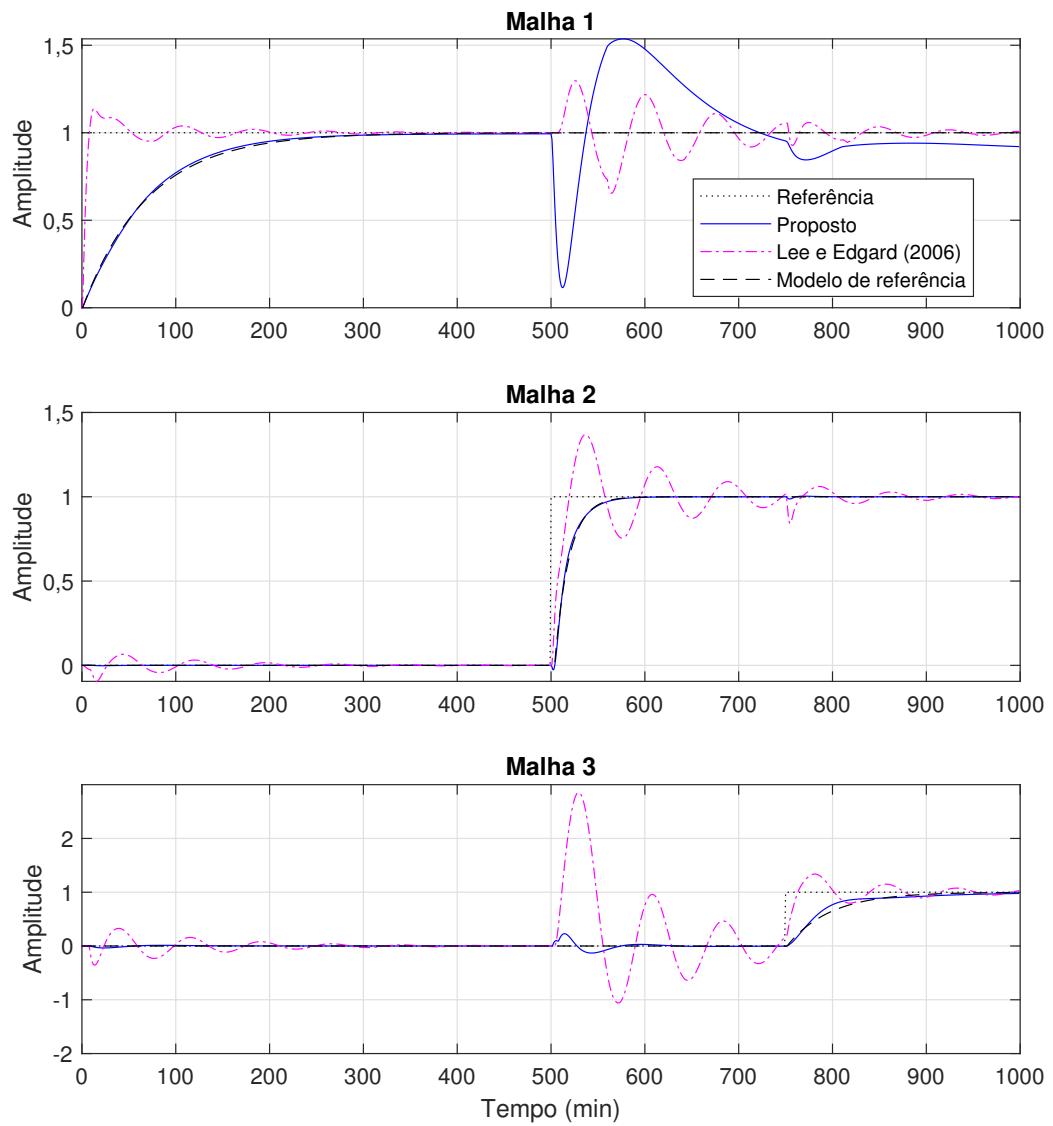 Malha 1
1,5
1
0,5
0
Amplitude
0 100 200 300 400 500 600 700 800 900 1000
Referência
Proposto
Lee e Edgard (2006)
Modelo de referência
Malha 2
1,5
1
0,5
0
Amplitude
0 100 200 300 400 500 600 700 800 900 1000
Malha 3
2
1
0
-1
-2
Amplitude
0 100 200 300 400 500 600 700 800 900 1000
Tempo (min)